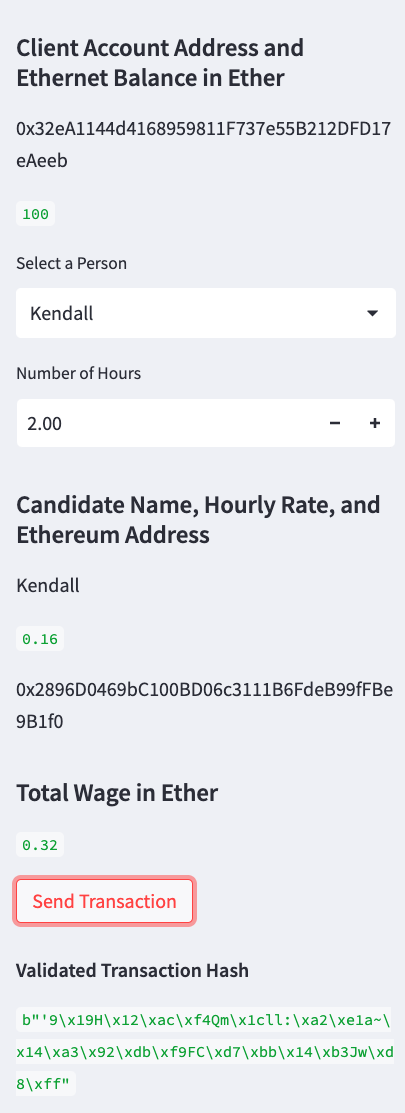 Client Account Address and
Ethernet Balance in Ether
0x32eA1144d4168959811F737e55B212DFD17
eAeeb
100
Select a Person
Kendall
Number of Hours
2.00
Candidate Name, Hourly Rate, and
Ethereum Address
Kendall
0.16
0x2896D0469bC100BD06c3111B6FdeB99fFBe
9B1f0
Total Wage in Ether
0.32
Send Transaction
Validated Transaction Hash
b"'9\x19H\x12\xac\xf4Qm\x1cll:\xa2\xe1a~\
x14\xa3\x92\xdb\xf9FC\xd7\xbb\x14\xb3Jw\xd
8\xff"